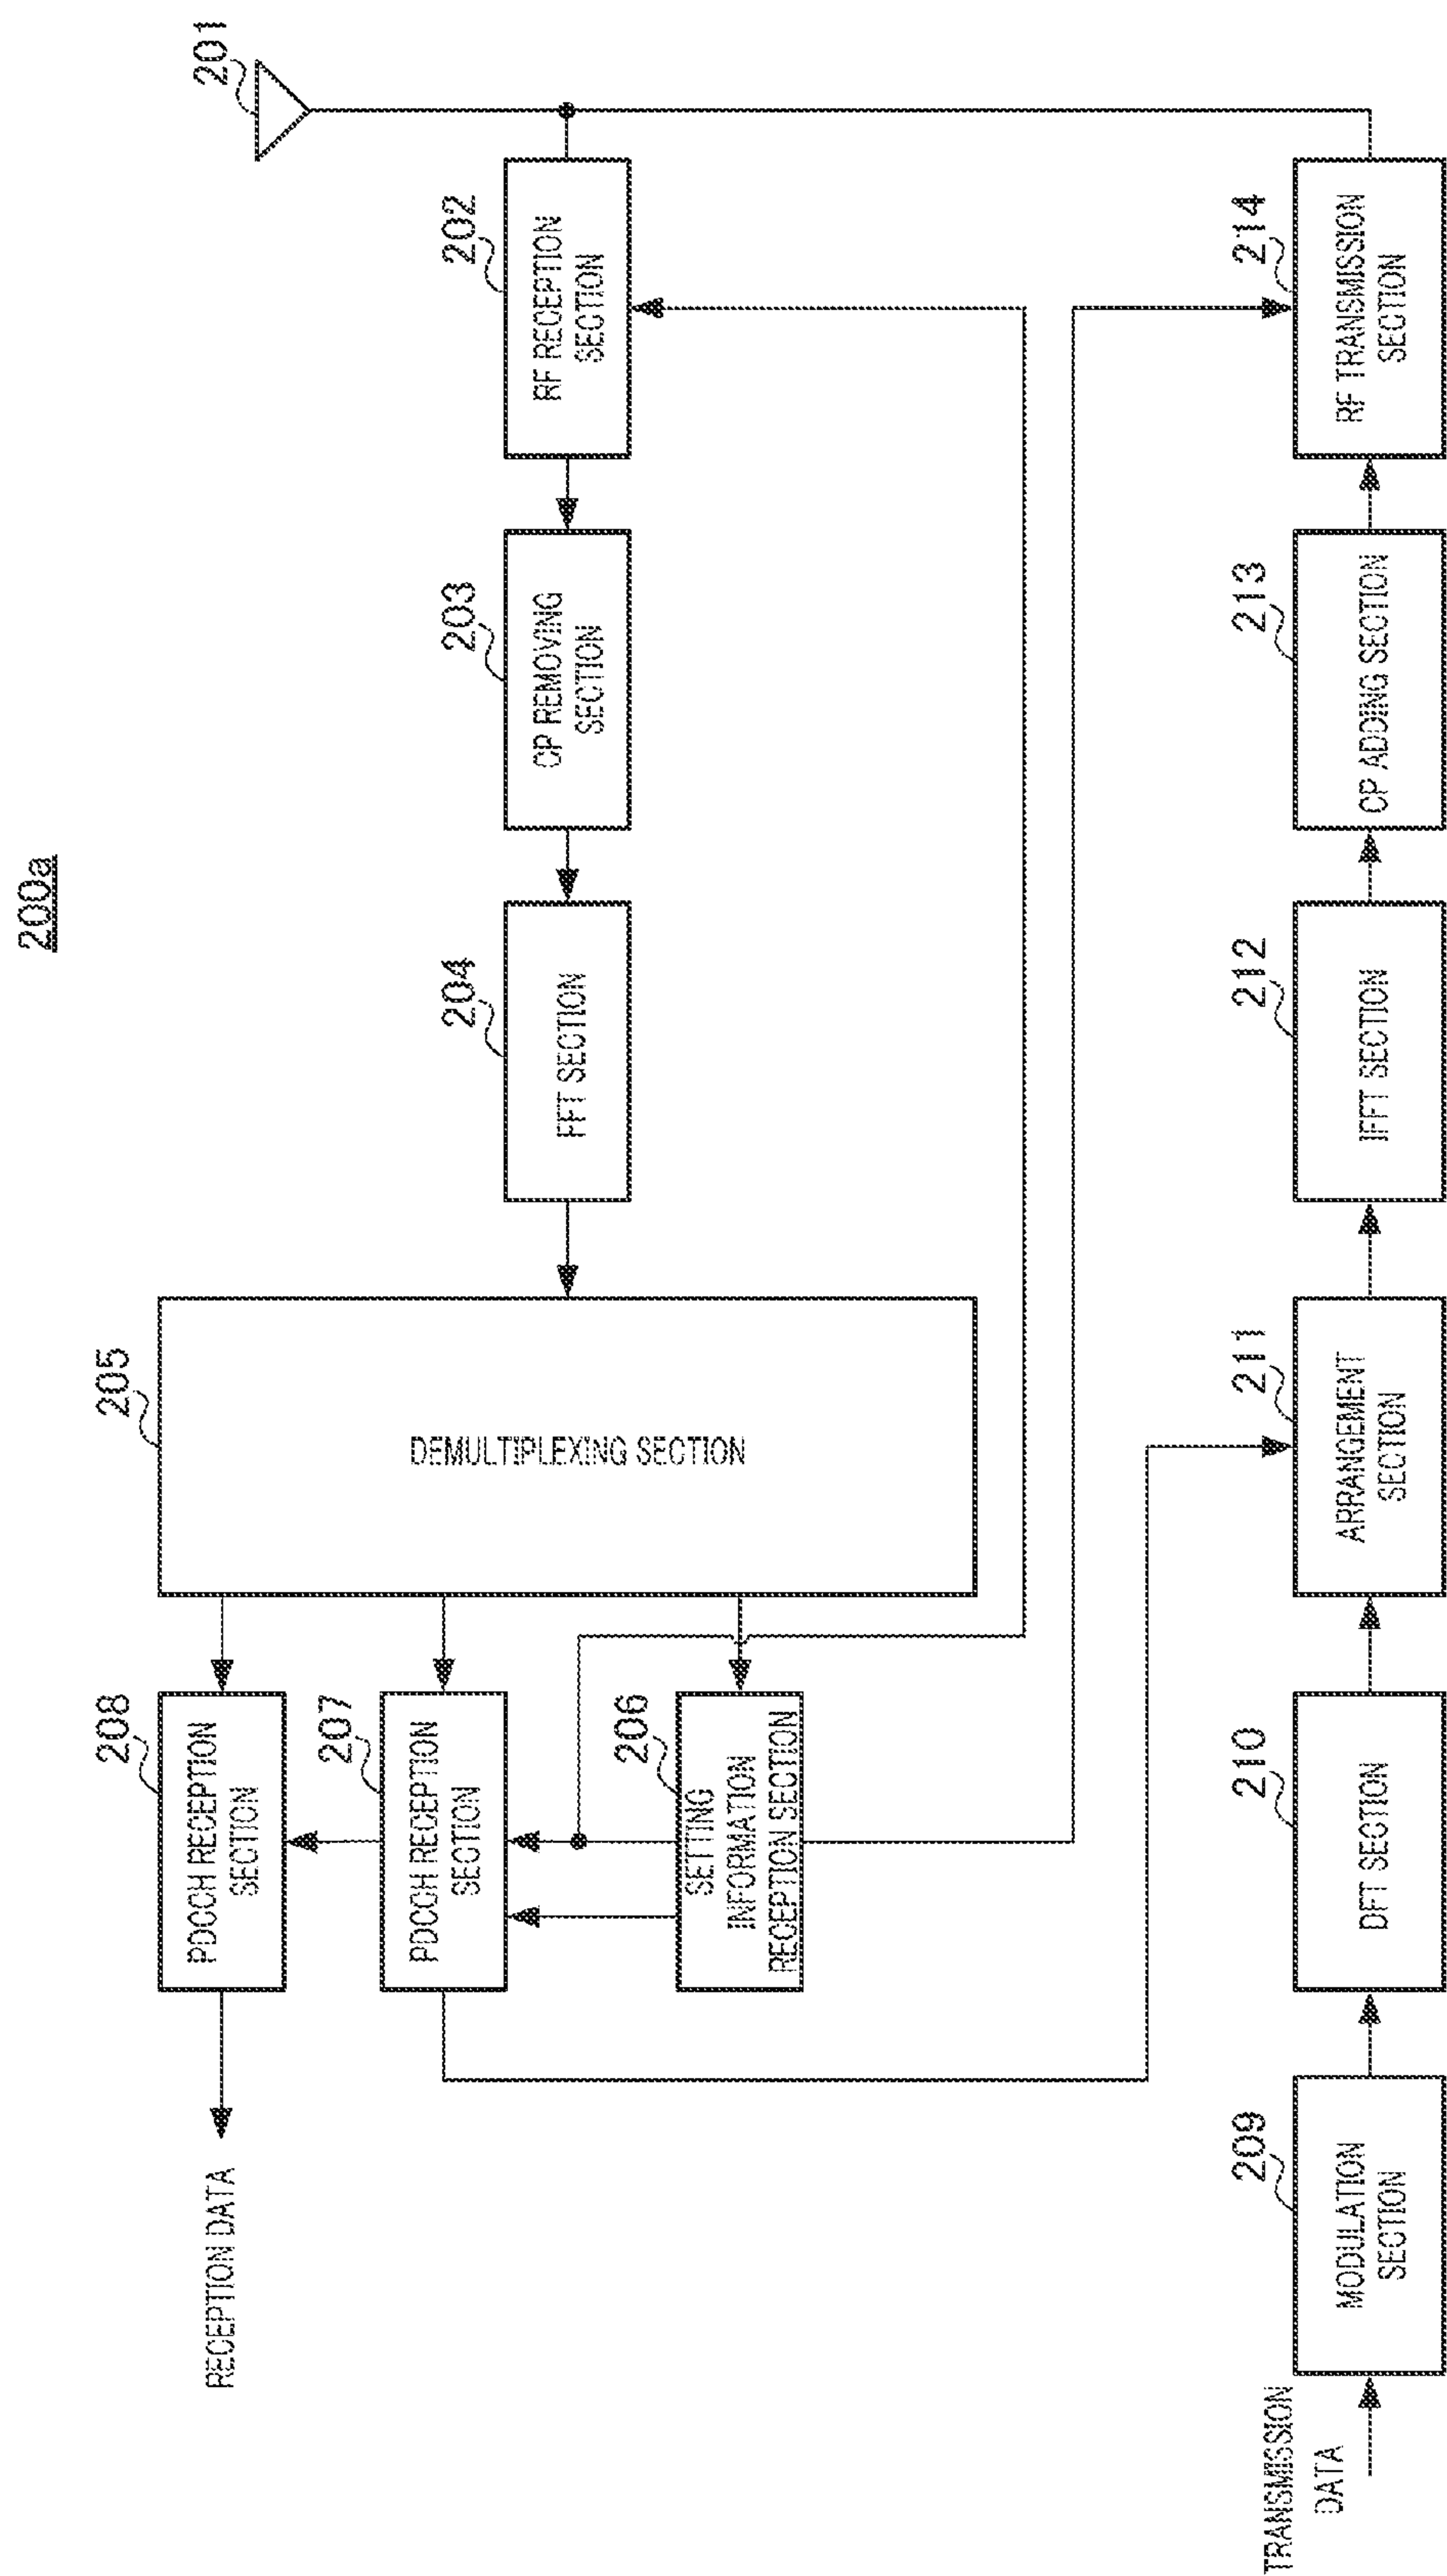 200a
201
202
RF RECEPTION
SECTION
203
CP REMOVING
SECTION
204
FFT SECTION
205
DEMULTIPLEXING SECTION
206
SETTING
INFORMATION
RECEPTION SECTION
207
PDCCH RECEPTION
SECTION
208
PDCCH RECEPTION
SECTION
RECEPTION DATA
TRANSMISSION
DATA
209
MODULATION
SECTION
210
DFT SECTION
211
ARRANGEMENT
SECTION
212
IFFT SECTION
213
CP ADDING SECTION
214
RF TRANSMISSION
SECTION